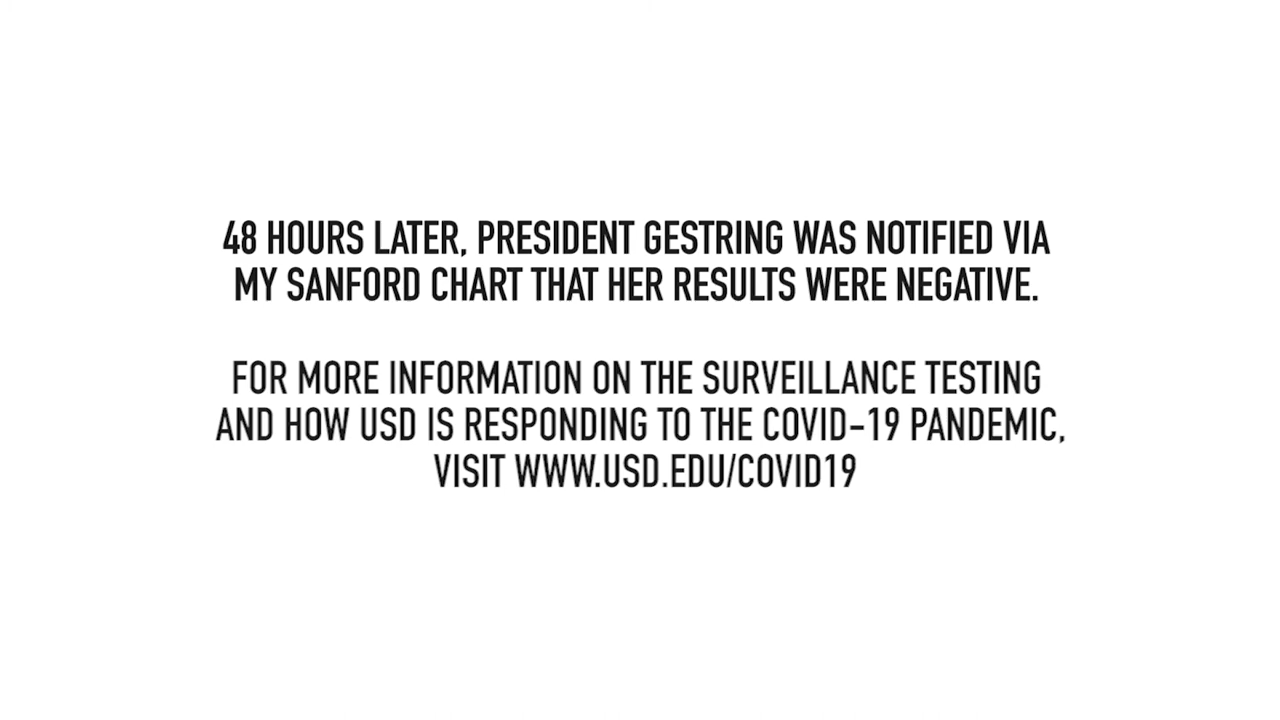 48 HOURS LATER, PRESIDENT GESTRING WAS NOTIFIED VIA
MY SANFORD CHART THAT HER RESULTS WERE NEGATIVE.
FOR MORE INFORMATION ON THE SURVEILLANCE TESTING
AND HOW USD IS RESPONDING TO THE COVID-19 PANDEMIC,
VISIT WWW.USD.EDU/COVID19